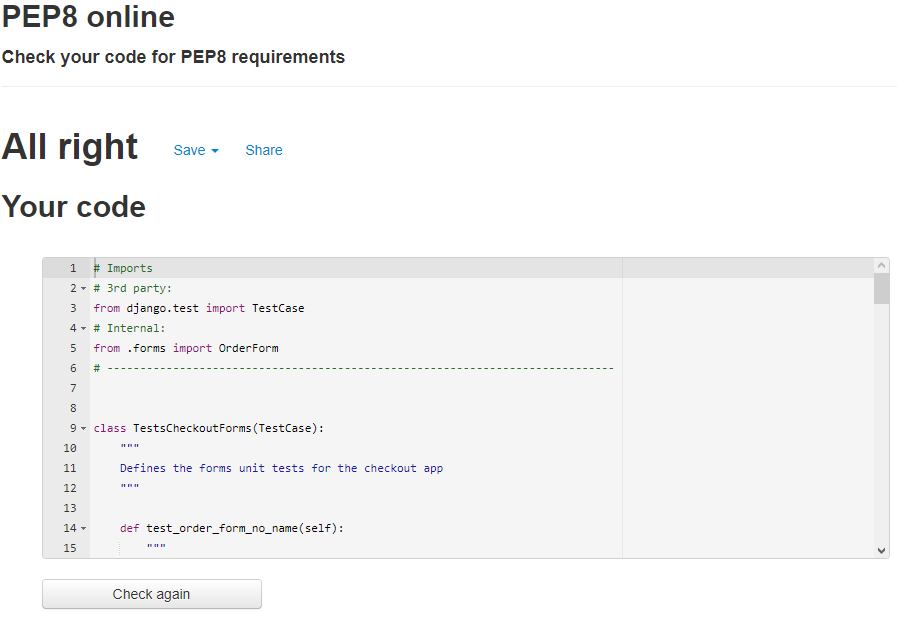 PEP8 online
Check your code for PEP8 requirements
All right Save Share
Your code
1 # Imports
2 # 3rd party:
3 from django.test import TestCase
4 # Internal:
5 from .forms import OrderForm
6 # -----------------------------------------------------------------------------
7
8
9 class TestsCheckoutForms(TestCase):
10 """
11 Defines the forms unit tests for the checkout app
12 """
13
14 def test_order_form_no_name(self):
15 """
Check again